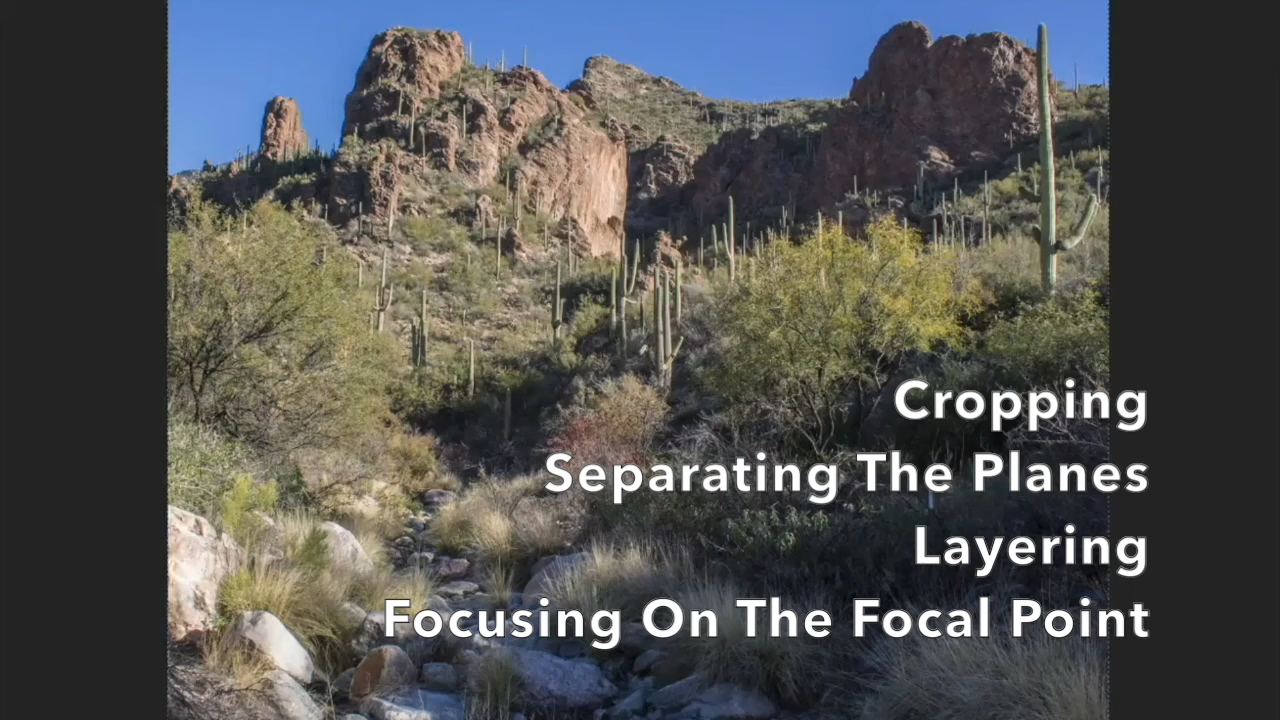 Cropping
Separating The Planes
Layering
Focusing On The Focal Point